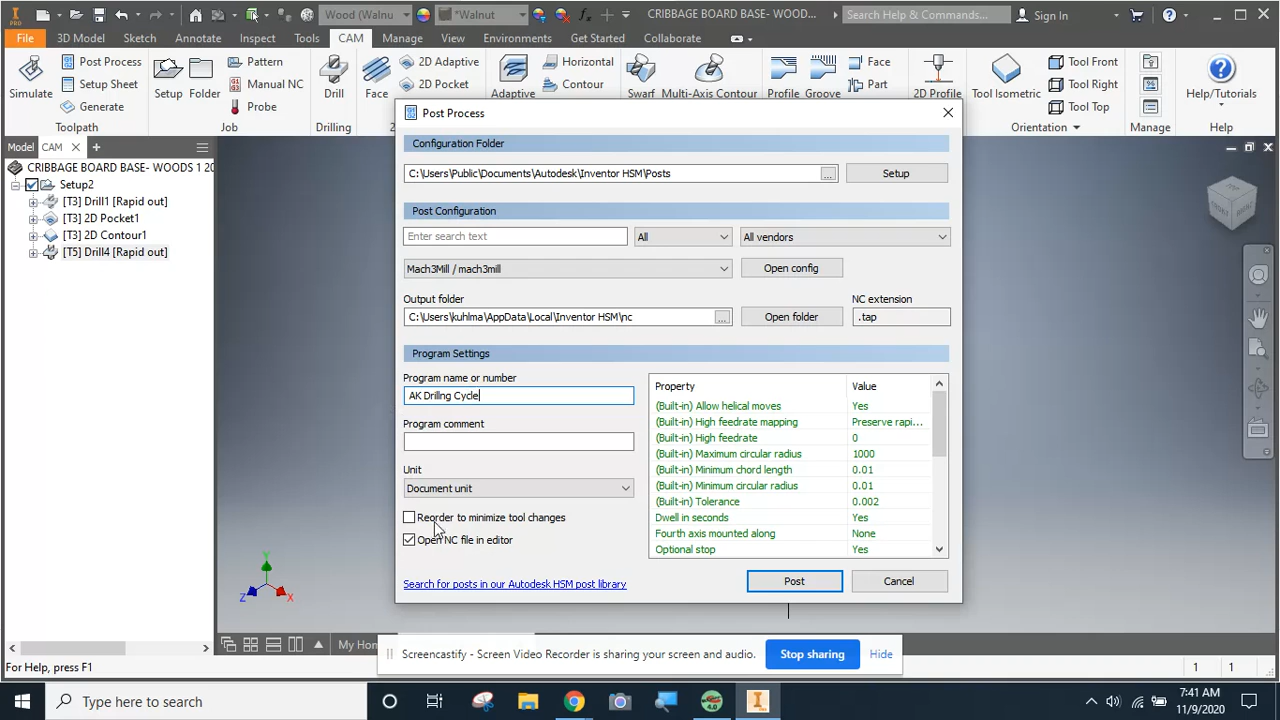 PRO
Wood (Walnu
*Walnut
CRIBBAGE BOARD BASE- WOODS...
Search Help & Commands...
Sign In
File 3D Model Sketch Annotate Inspect Tools CAM Manage View Environments Get Started Collaborate
Simulate
Post Process
Setup Sheet
Generate
Toolpath
Setup
Folder
Pattern
Manual NC
Probe
Job
Drill
Drilling
Face
2D Adaptive
2D Pocket
Adaptive
Horizontal
Contour
Swarf
Multi-Axis Contour
Profile
Groove
Face
Part
2D Profile
Tool Isometric
Tool Front
Tool Right
Tool Top
Orientation
Manage
Help/Tutorials
Help
Model CAM
CRIBBAGE BOARD BASE- WOODS 1 20
Setup2
[T3] Drill1 [Rapid out]
[T3] 2D Pocket1
[T3] 2D Contour1
[T5] Drill4 [Rapid out]
Post Process
Configuration Folder
C:\Users\Public\Documents\Autodesk\Inventor HSM\Posts
... Setup
Post Configuration
Enter search text
All
All vendors
Mach3Mill / mach3mill
Open config
Output folder
NC extension
C:\Users\kuhlma\AppData\Local\Inventor HSM\nc
... Open folder
.tap
Program Settings
Program name or number
AK Drillng Cycle
Program comment
Unit
Document unit
Reorder to minimize tool changes
Open NC file in editor
Search for posts in our Autodesk HSM post library
Property Value
(Built-in) Allow helical moves Yes
(Built-in) High feedrate mapping Preserve rapi...
(Built-in) High feedrate 0
(Built-in) Maximum circular radius 1000
(Built-in) Minimum chord length 0.01
(Built-in) Minimum circular radius 0.01
(Built-in) Tolerance 0.002
Dwell in seconds Yes
Fourth axis mounted along None
Optional stop Yes
Post Cancel
Y
Z X
My Hom
Screencastify - Screen Video Recorder is sharing your screen and audio.
Stop sharing Hide
For Help, press F1
1 1
Type here to search
4.0
7:41 AM
11/9/2020